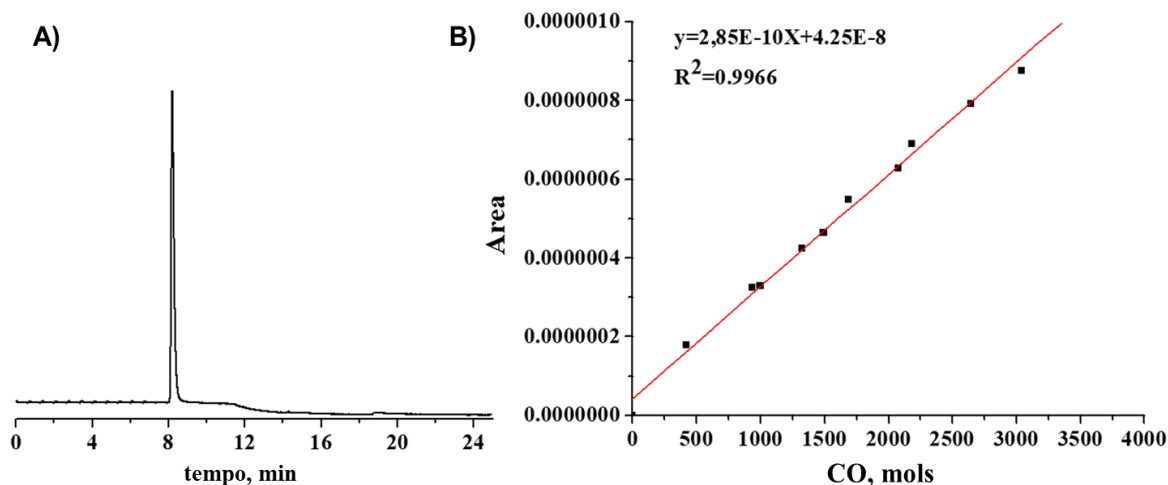 A)
0 4 8 12 16 20 24
tempo, min
B)
y=2,85E-10X+4.25E-8
R²=0.9966
0.0000010
0.0000008
0.0000006
0.0000004
0.0000002
0.0000000
Area
0 500 1000 1500 2000 2500 3000 3500 4000
CO, mols